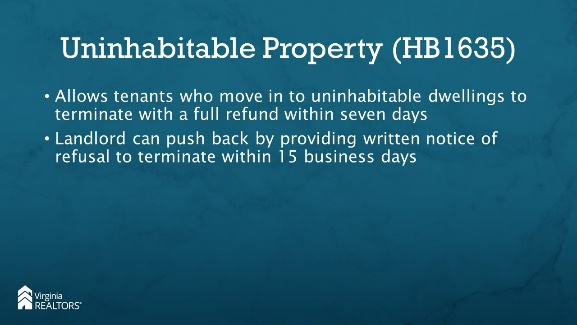 Uninhabitable Property (HB1635)
• Allows tenants who move in to uninhabitable dwellings to
terminate with a full refund within seven days
• Landlord can push back by providing written notice of
refusal to terminate within 15 business days
Virginia
REALTORS®